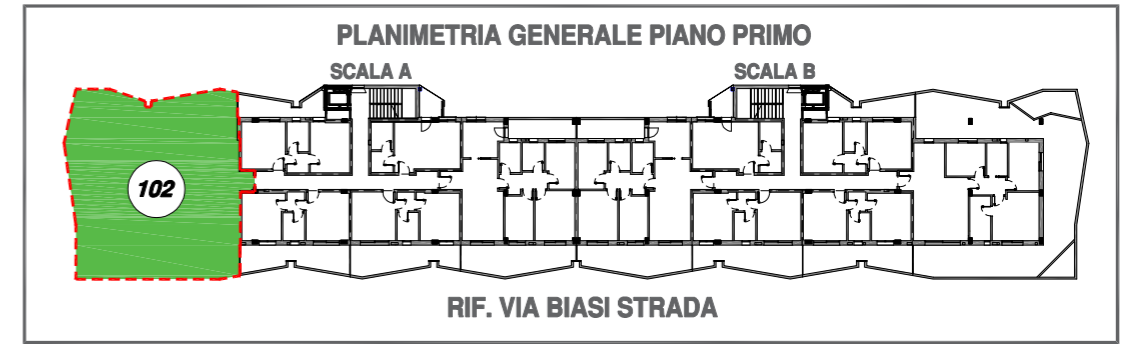 PLANIMETRIA GENERALE PIANO PRIMO
SCALA A
SCALA B
102
RIF. VIA BIASI STRADA